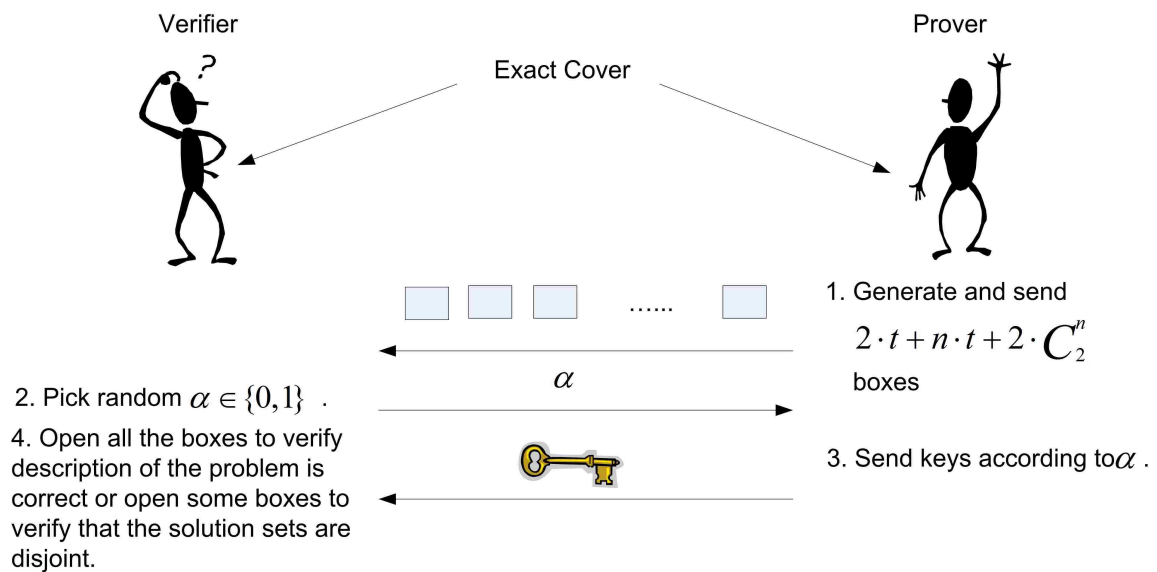 Verifier
Prover
?
Exact Cover
......
1. Generate and send
2 · t + n · t + 2 · C₂ⁿ
boxes
α
2. Pick random α ∈ {0,1} .
4. Open all the boxes to verify
description of the problem is
correct or open some boxes to
verify that the solution sets are
disjoint.
3. Send keys according toα .